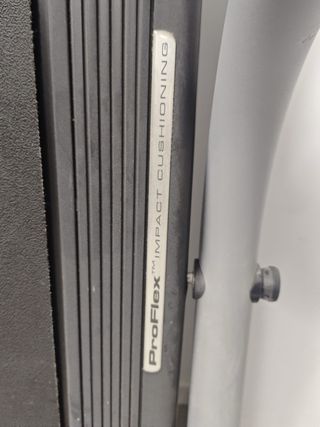 ProFlex™ IMPACT CUSHIONING